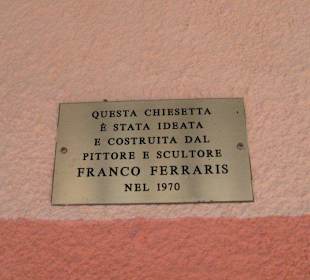 QUESTA CHIESETTA
È STATA IDEATA
E COSTRUITA DAL
PITTORE E SCULTORE
FRANCO FERRARIS
NEL 1970